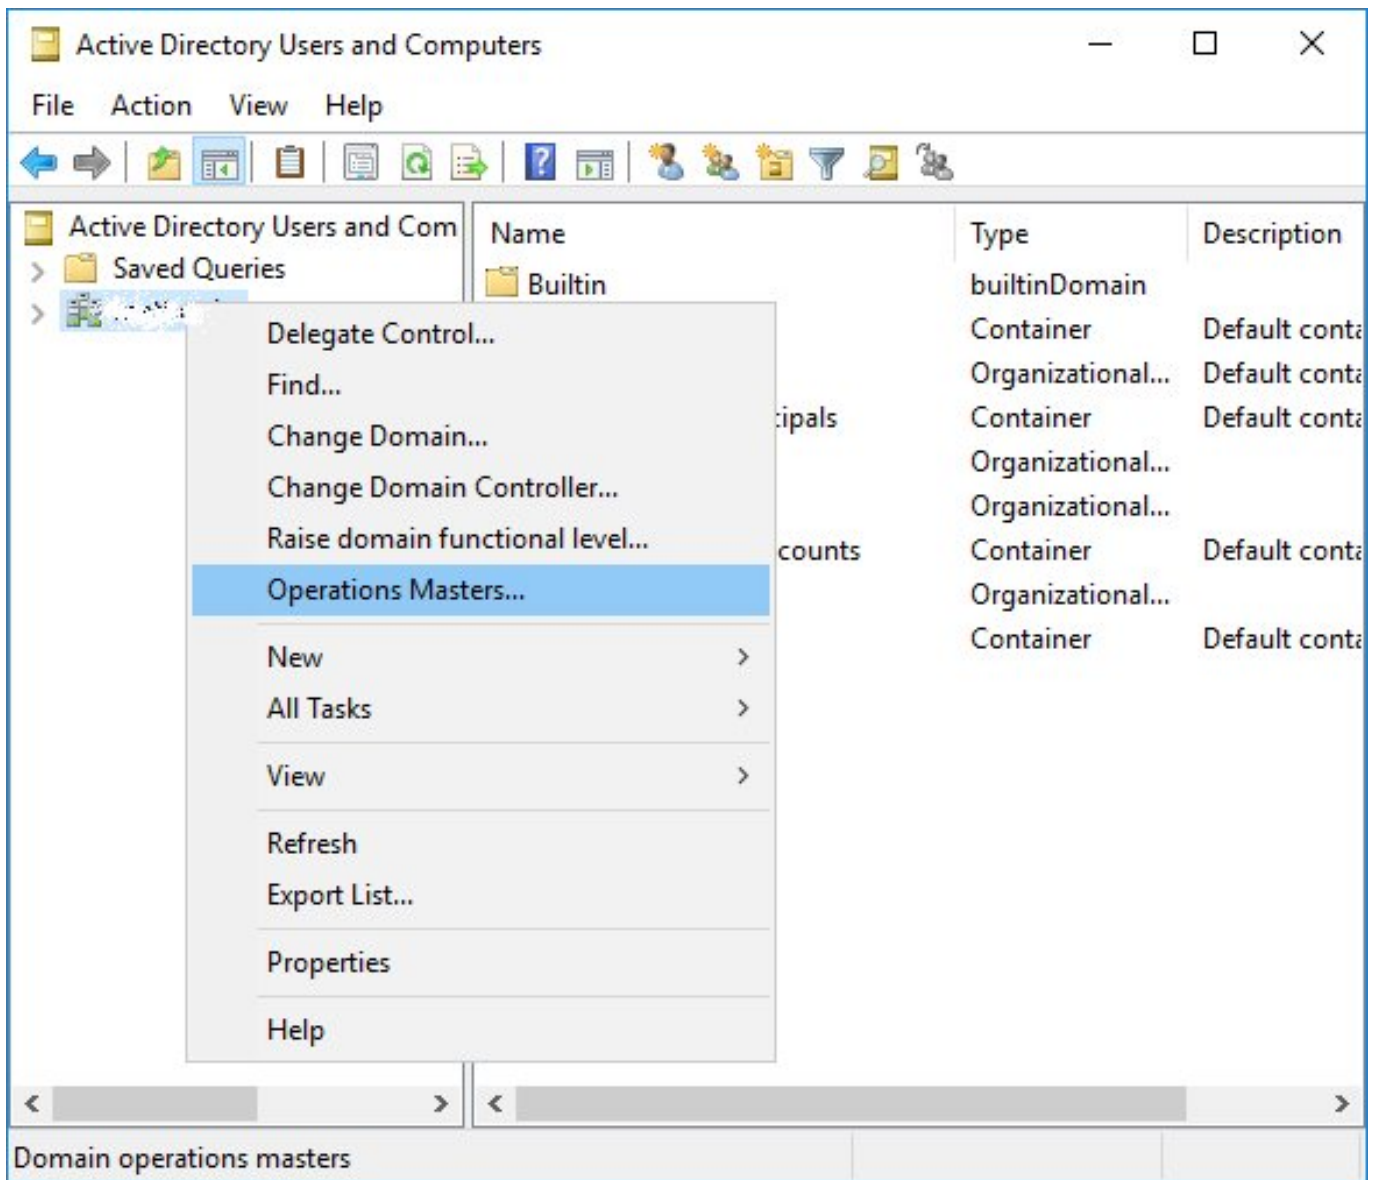 Active Directory Users and Computers
File Action View Help
Active Directory Users and Com
Saved Queries
Name Type Description
Builtin builtinDomain
Container Default conta
Organizational... Default conta
cipals Container Default conta
Organizational...
Organizational...
counts Container Default conta
Organizational...
Container Default conta
Delegate Control...
Find...
Change Domain...
Change Domain Controller...
Raise domain functional level...
Operations Masters...
New
All Tasks
View
Refresh
Export List...
Properties
Help
Domain operations masters